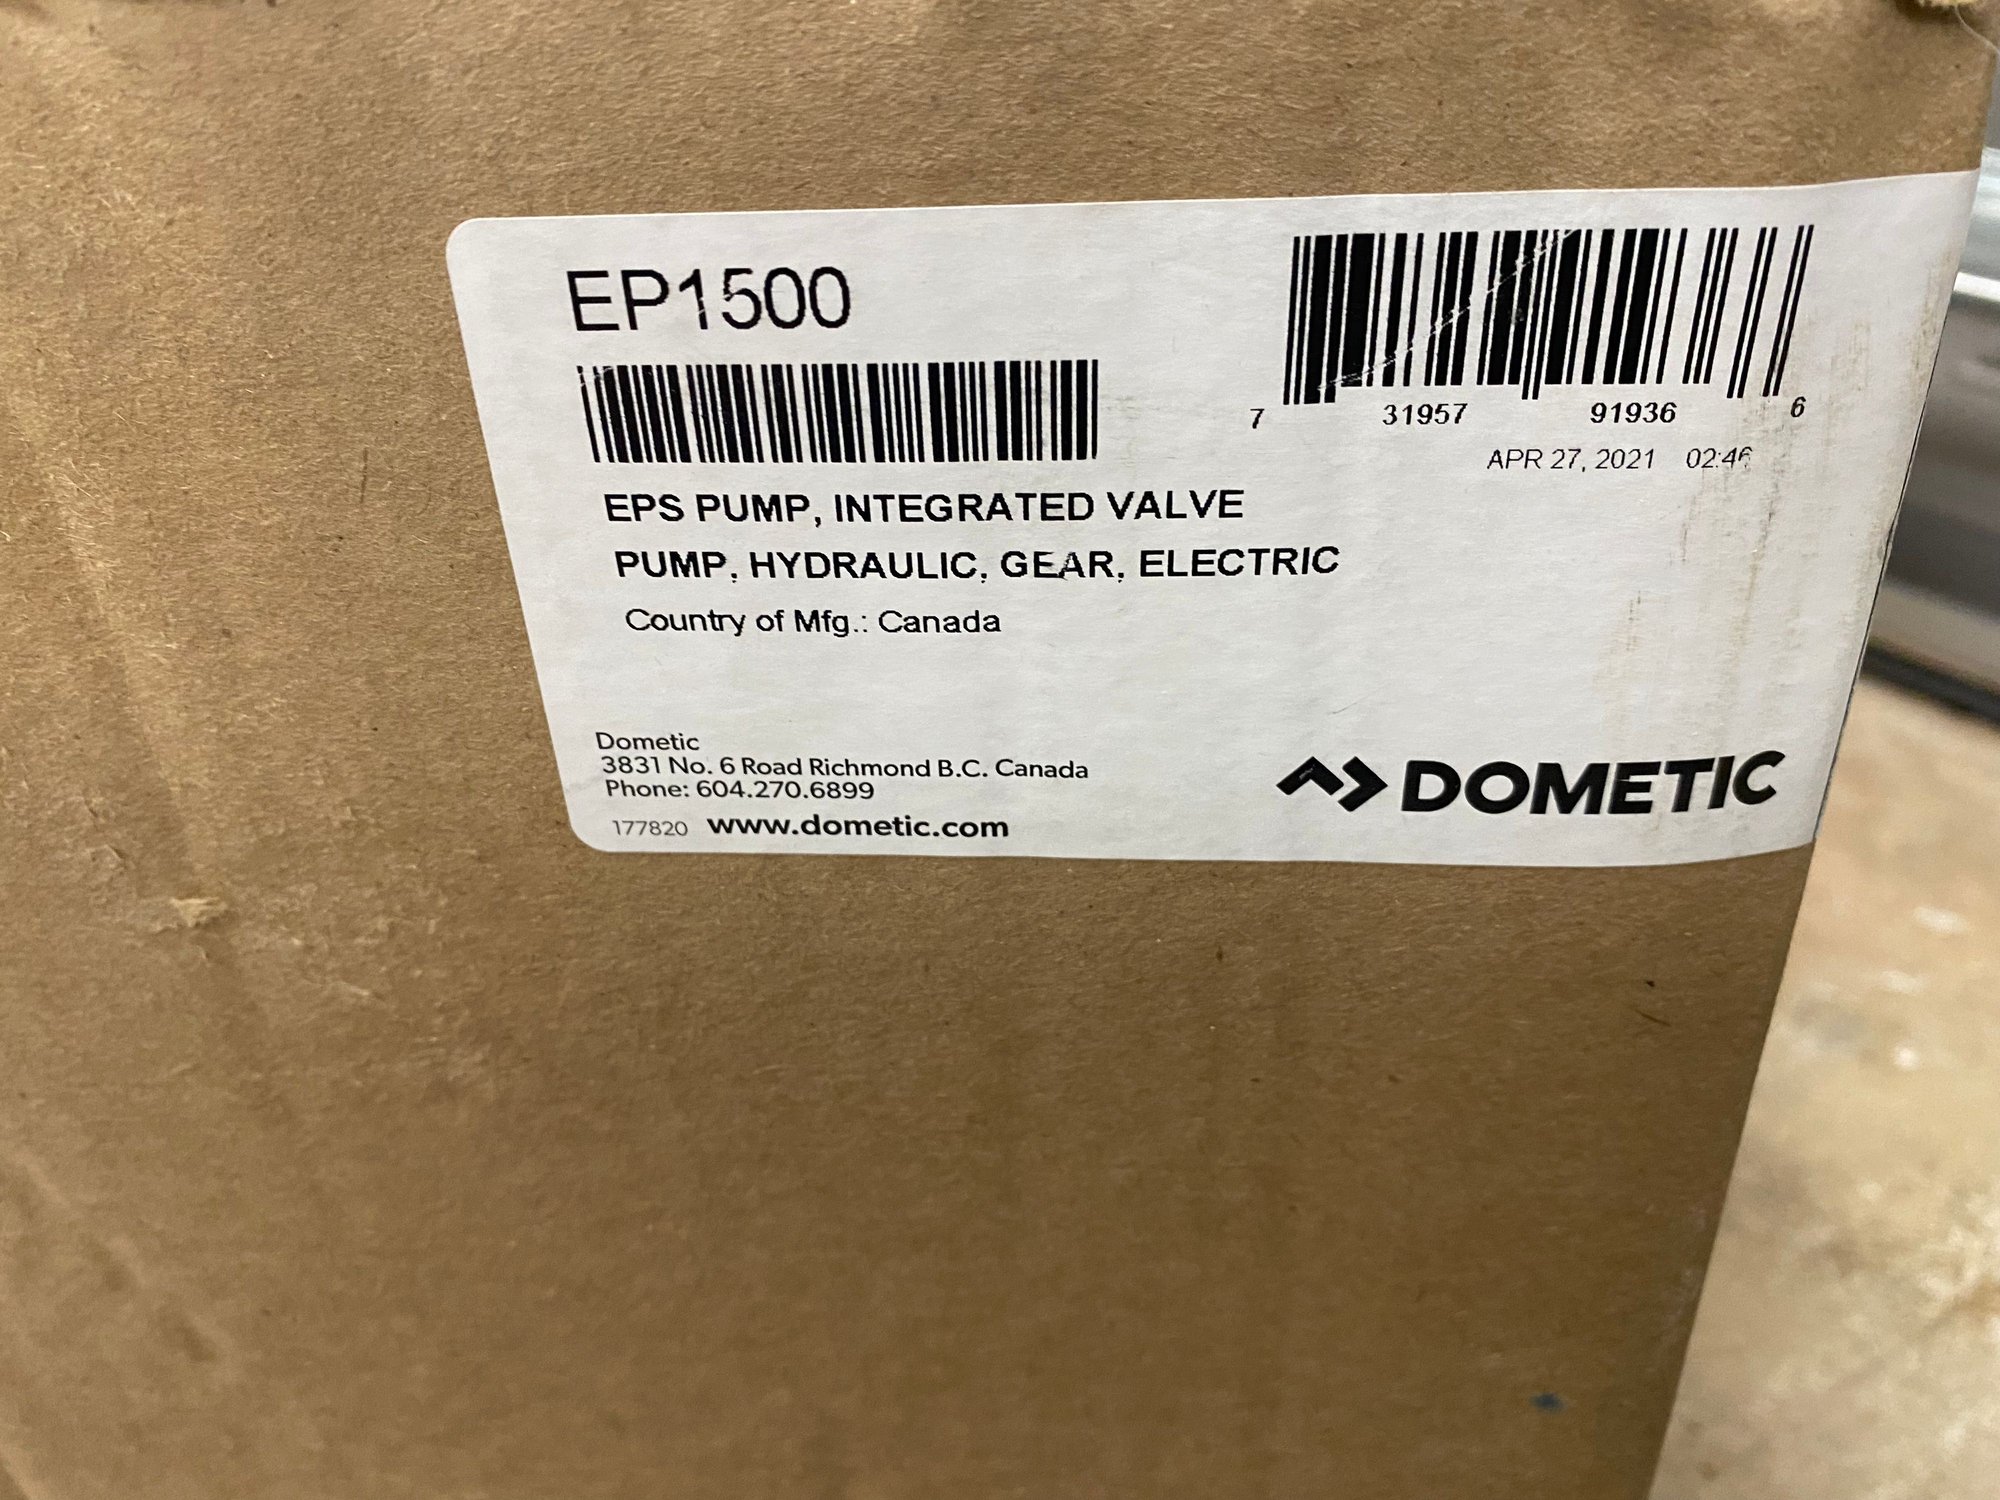 EP1500
7 31957 91936 6
APR 27, 2021 02:46
EPS PUMP, INTEGRATED VALVE
PUMP, HYDRAULIC, GEAR, ELECTRIC
Country of Mfg.: Canada
Dometic
3831 No. 6 Road Richmond B.C. Canada
Phone: 604.270.6899
177820 www.dometic.com
DOMETIC